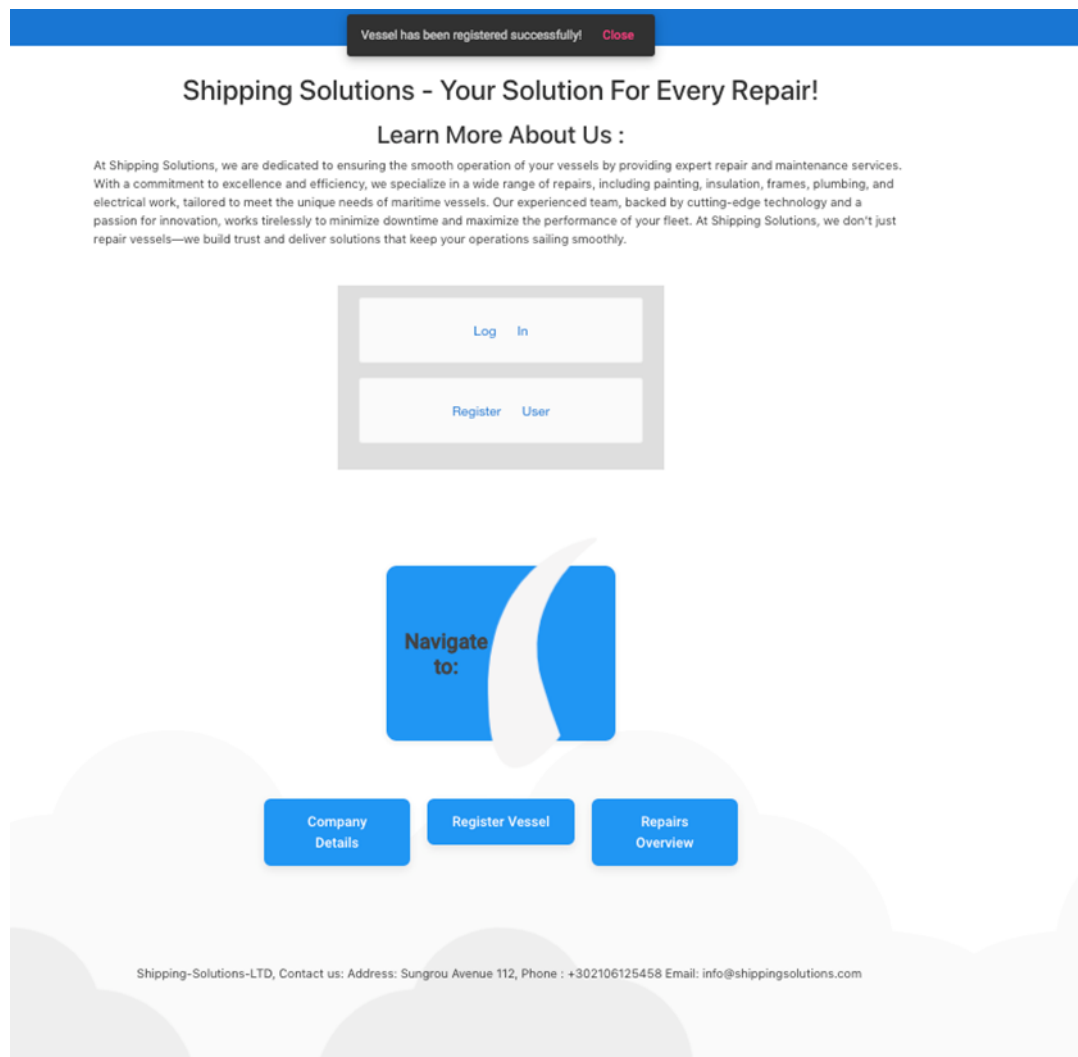 Vessel has been registered successfully! Close
Shipping Solutions - Your Solution For Every Repair!
Learn More About Us :
At Shipping Solutions, we are dedicated to ensuring the smooth operation of your vessels by providing expert repair and maintenance services.
With a commitment to excellence and efficiency, we specialize in a wide range of repairs, including painting, insulation, frames, plumbing, and
electrical work, tailored to meet the unique needs of maritime vessels. Our experienced team, backed by cutting-edge technology and a
passion for innovation, works tirelessly to minimize downtime and maximize the performance of your fleet. At Shipping Solutions, we don't just
repair vessels—we build trust and deliver solutions that keep your operations sailing smoothly.
Log In
Register User
Navigate
to:
Company
Details
Register Vessel
Repairs
Overview
Shipping-Solutions-LTD, Contact us: Address: Sungrou Avenue 112, Phone : +302106125458 Email: info@shippingsolutions.com